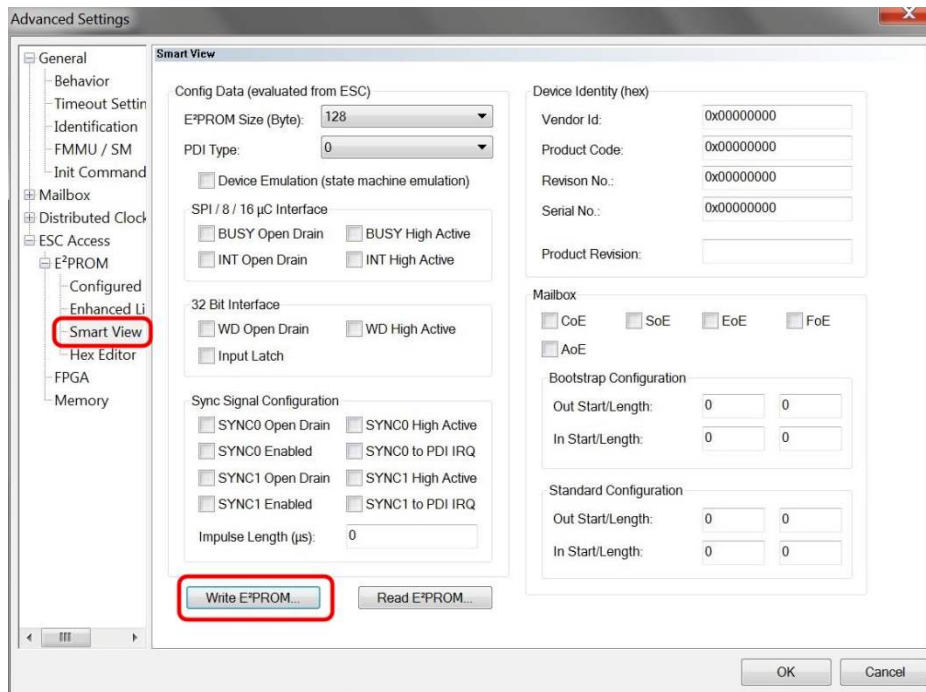 Advanced Settings
General
Behavior
Timeout Settin
Identification
FMMU / SM
Init Command
Mailbox
Distributed Clock
ESC Access
E²PROM
Configured
Enhanced Li
Smart View
Hex Editor
FPGA
Memory
Smart View
Config Data (evaluated from ESC)
E²PROM Size (Byte): 128
PDI Type: 0
Device Emulation (state machine emulation)
SPI / 8 / 16 µC Interface
BUSY Open Drain BUSY High Active
INT Open Drain INT High Active
32 Bit Interface
WD Open Drain WD High Active
Input Latch
Sync Signal Configuration
SYNC0 Open Drain SYNC0 High Active
SYNC0 Enabled SYNC0 to PDI IRQ
SYNC1 Open Drain SYNC1 High Active
SYNC1 Enabled SYNC1 to PDI IRQ
Impulse Length (µs): 0
Write E²PROM... Read E²PROM...
Device Identity (hex)
Vendor Id: 0x00000000
Product Code: 0x00000000
Revison No.: 0x00000000
Serial No.: 0x00000000
Product Revision:
Mailbox
CoE SoE EoE FoE
AoE
Bootstrap Configuration
Out Start/Length: 0 0
In Start/Length: 0 0
Standard Configuration
Out Start/Length: 0 0
In Start/Length: 0 0
OK Cancel